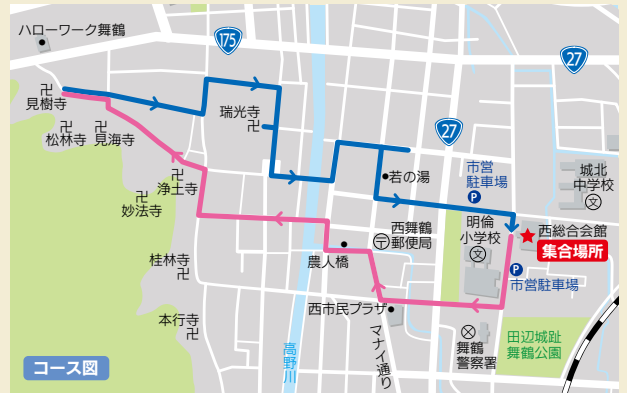 ハローワーク舞鶴
175
27
見樹寺
瑞光寺
松林寺
見海寺
27
若の湯
市営
駐車場
P
城北
中学校
文
浄土寺
妙法寺
西舞鶴
郵便局
明倫
小学校
文
西総合会館
集合場所
農人橋
桂林寺
P
市営駐車場
西市民プラザ
本行寺
マナイ通り
高野川
舞鶴
警察署
田辺城趾
舞鶴公園
コース図